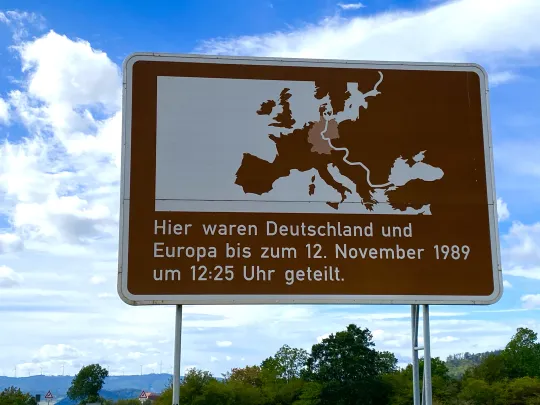 Hier waren Deutschland und
Europa bis zum 12. November 1989
um 12:25 Uhr geteilt.